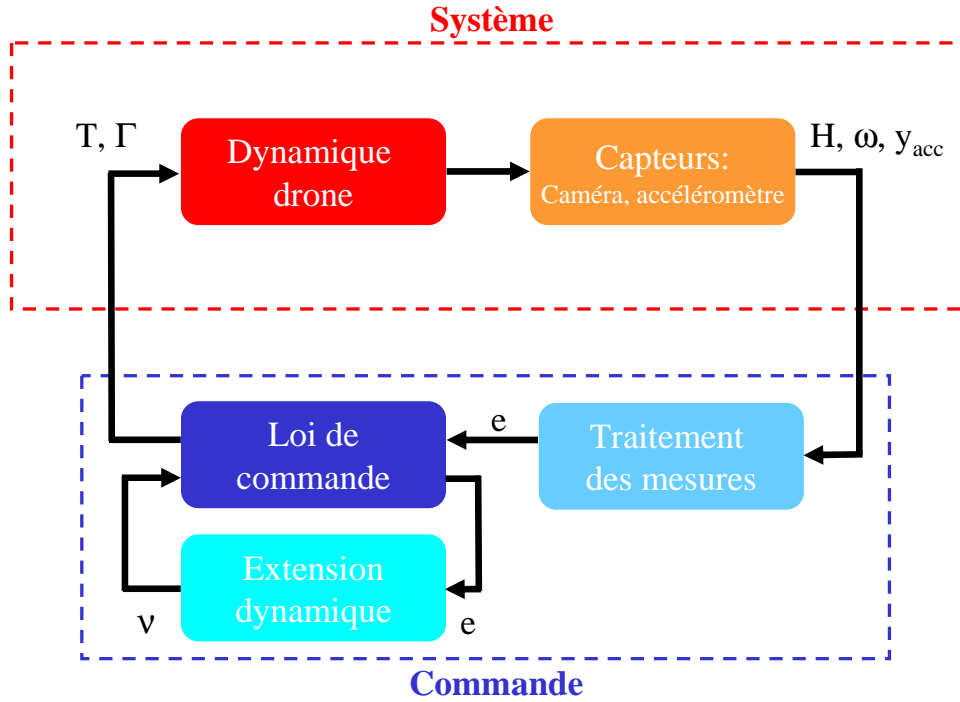 Système
T, Γ
Dynamique
drone
Capteurs:
Caméra, accéléromètre
H, ω, yacc
Loi de
commande
e
Traitement
des mesures
Extension
dynamique
ν
e
Commande